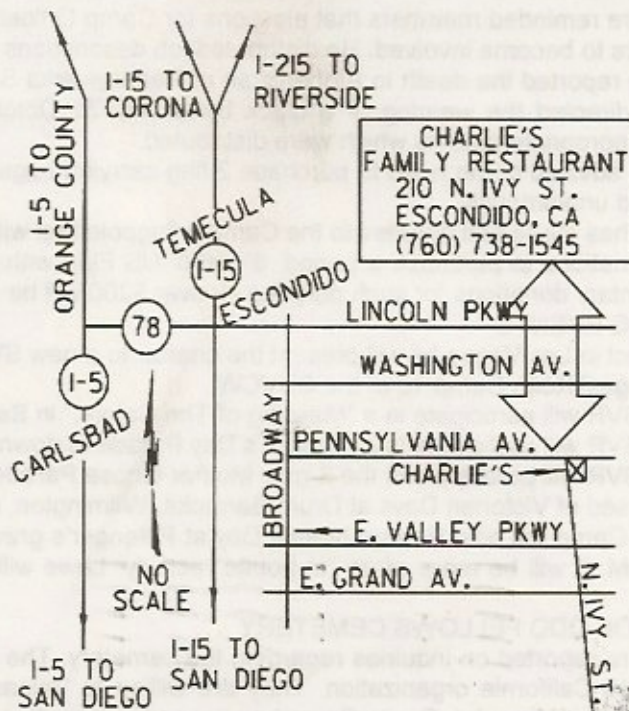 I-5 TO
ORANGE COUNTY
I-15 TO
CORONA
I-215 TO
RIVERSIDE
CHARLIE'S
FAMILY RESTAURANT
210 N. IVY ST.
ESCONDIDO, CA
(760) 738-1545
TEMECULA
I-15
ESCONDIDO
78
LINCOLN PKWY
I-5
CARLSBAD
WASHINGTON AV.
BROADWAY
PENNSYLVANIA AV.
CHARLIE'S
E. VALLEY PKWY
E. GRAND AV.
N. IVY ST.
NO
SCALE
I-5 TO
SAN DIEGO
I-15 TO
SAN DIEGO